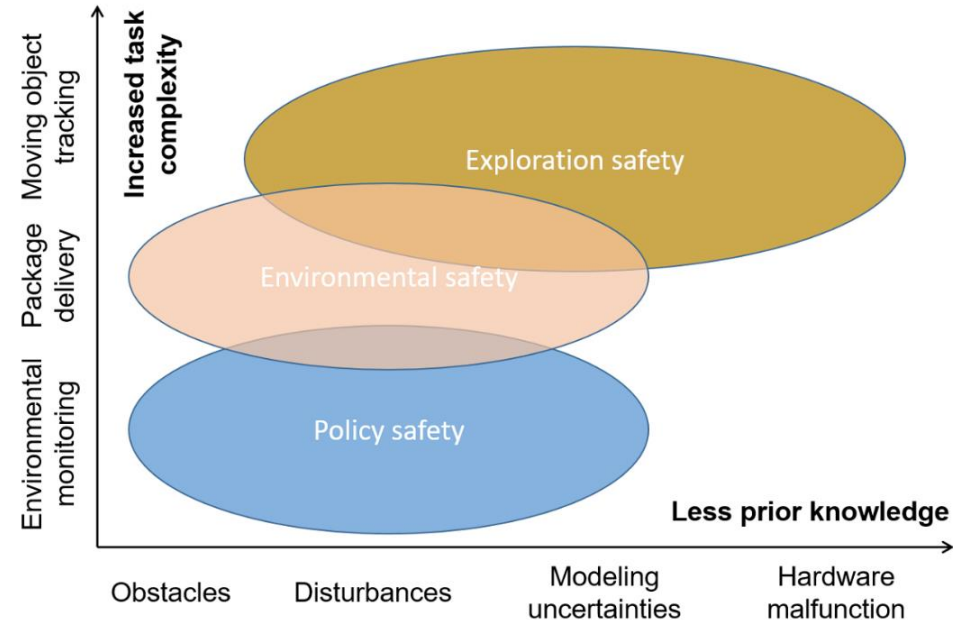 Increased task
complexity
Moving object
tracking
Package
delivery
Environmental
monitoring
Exploration safety
Environmental safety
Policy safety
Less prior knowledge
Obstacles
Disturbances
Modeling
uncertainties
Hardware
malfunction